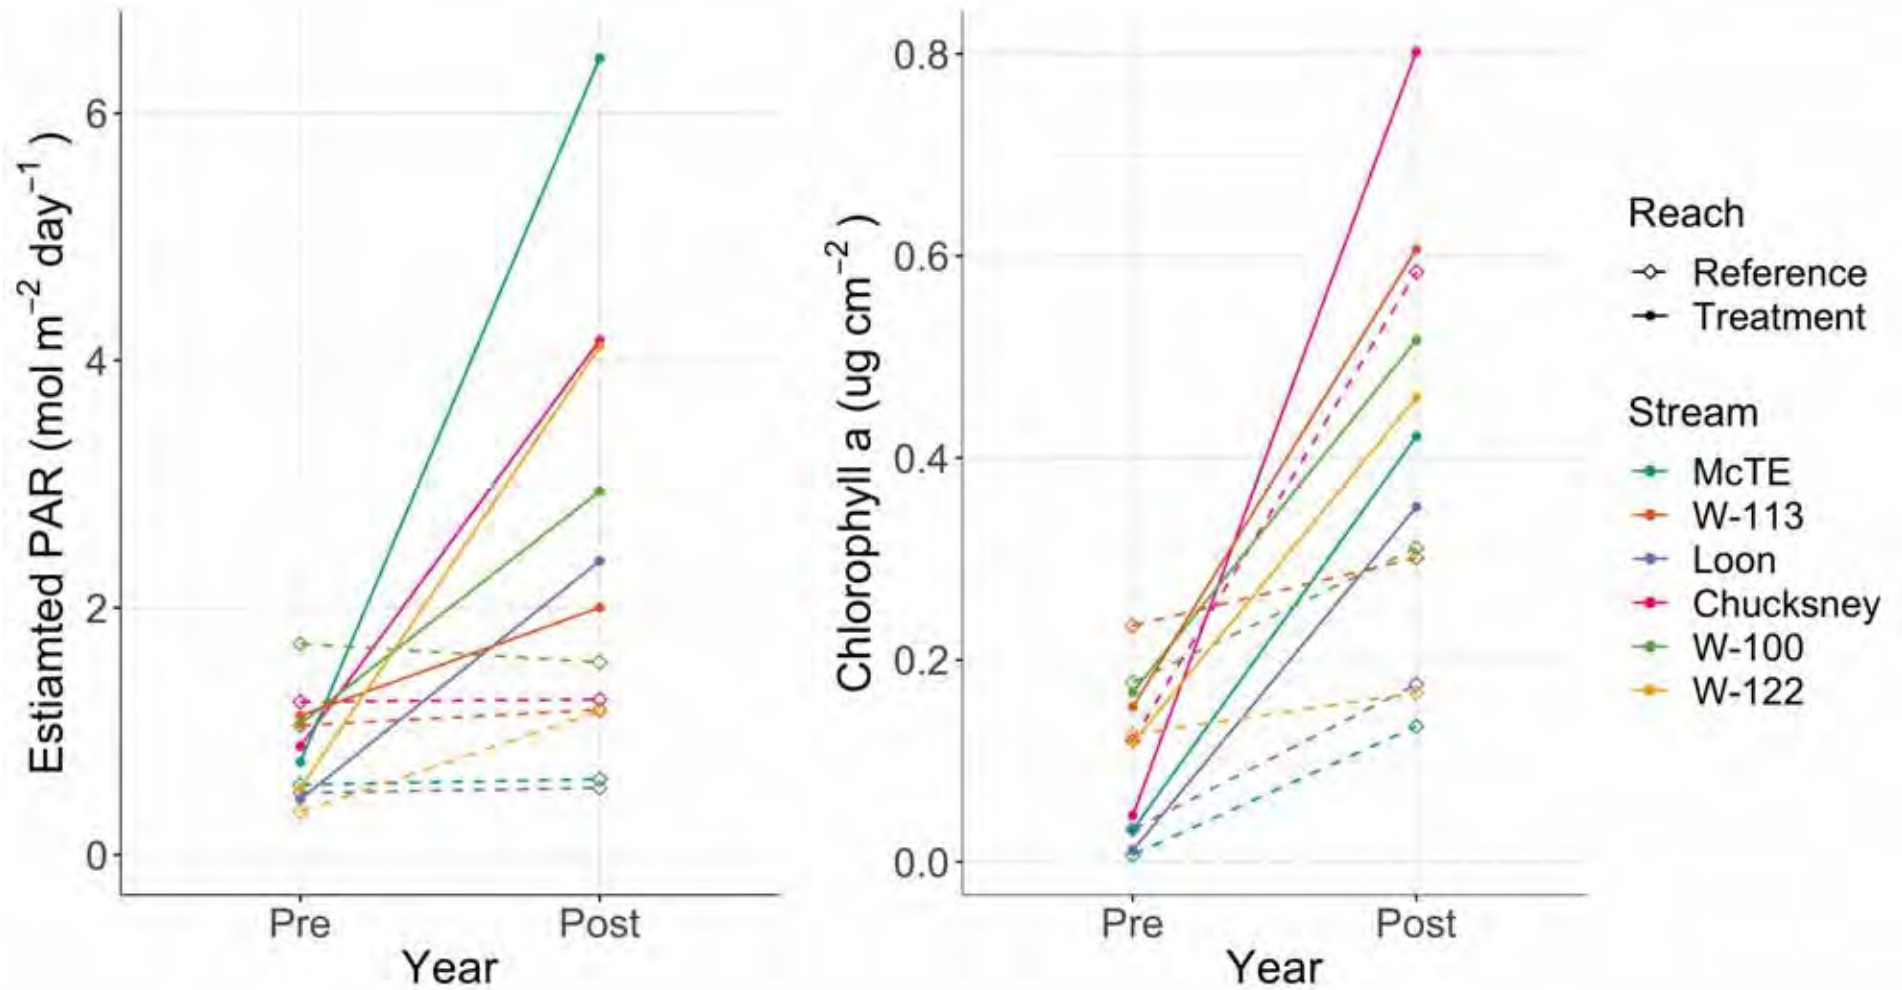 Estiamnted PAR (mol m⁻² day⁻¹ )
6
4
2
0
Pre Post
Year
Chlorophyll a (ug cm⁻² )
0.8
0.6
0.4
0.2
0.0
Pre Post
Year
Reach
Reference
Treatment
Stream
McTE
W-113
Loon
Chucksney
W-100
W-122